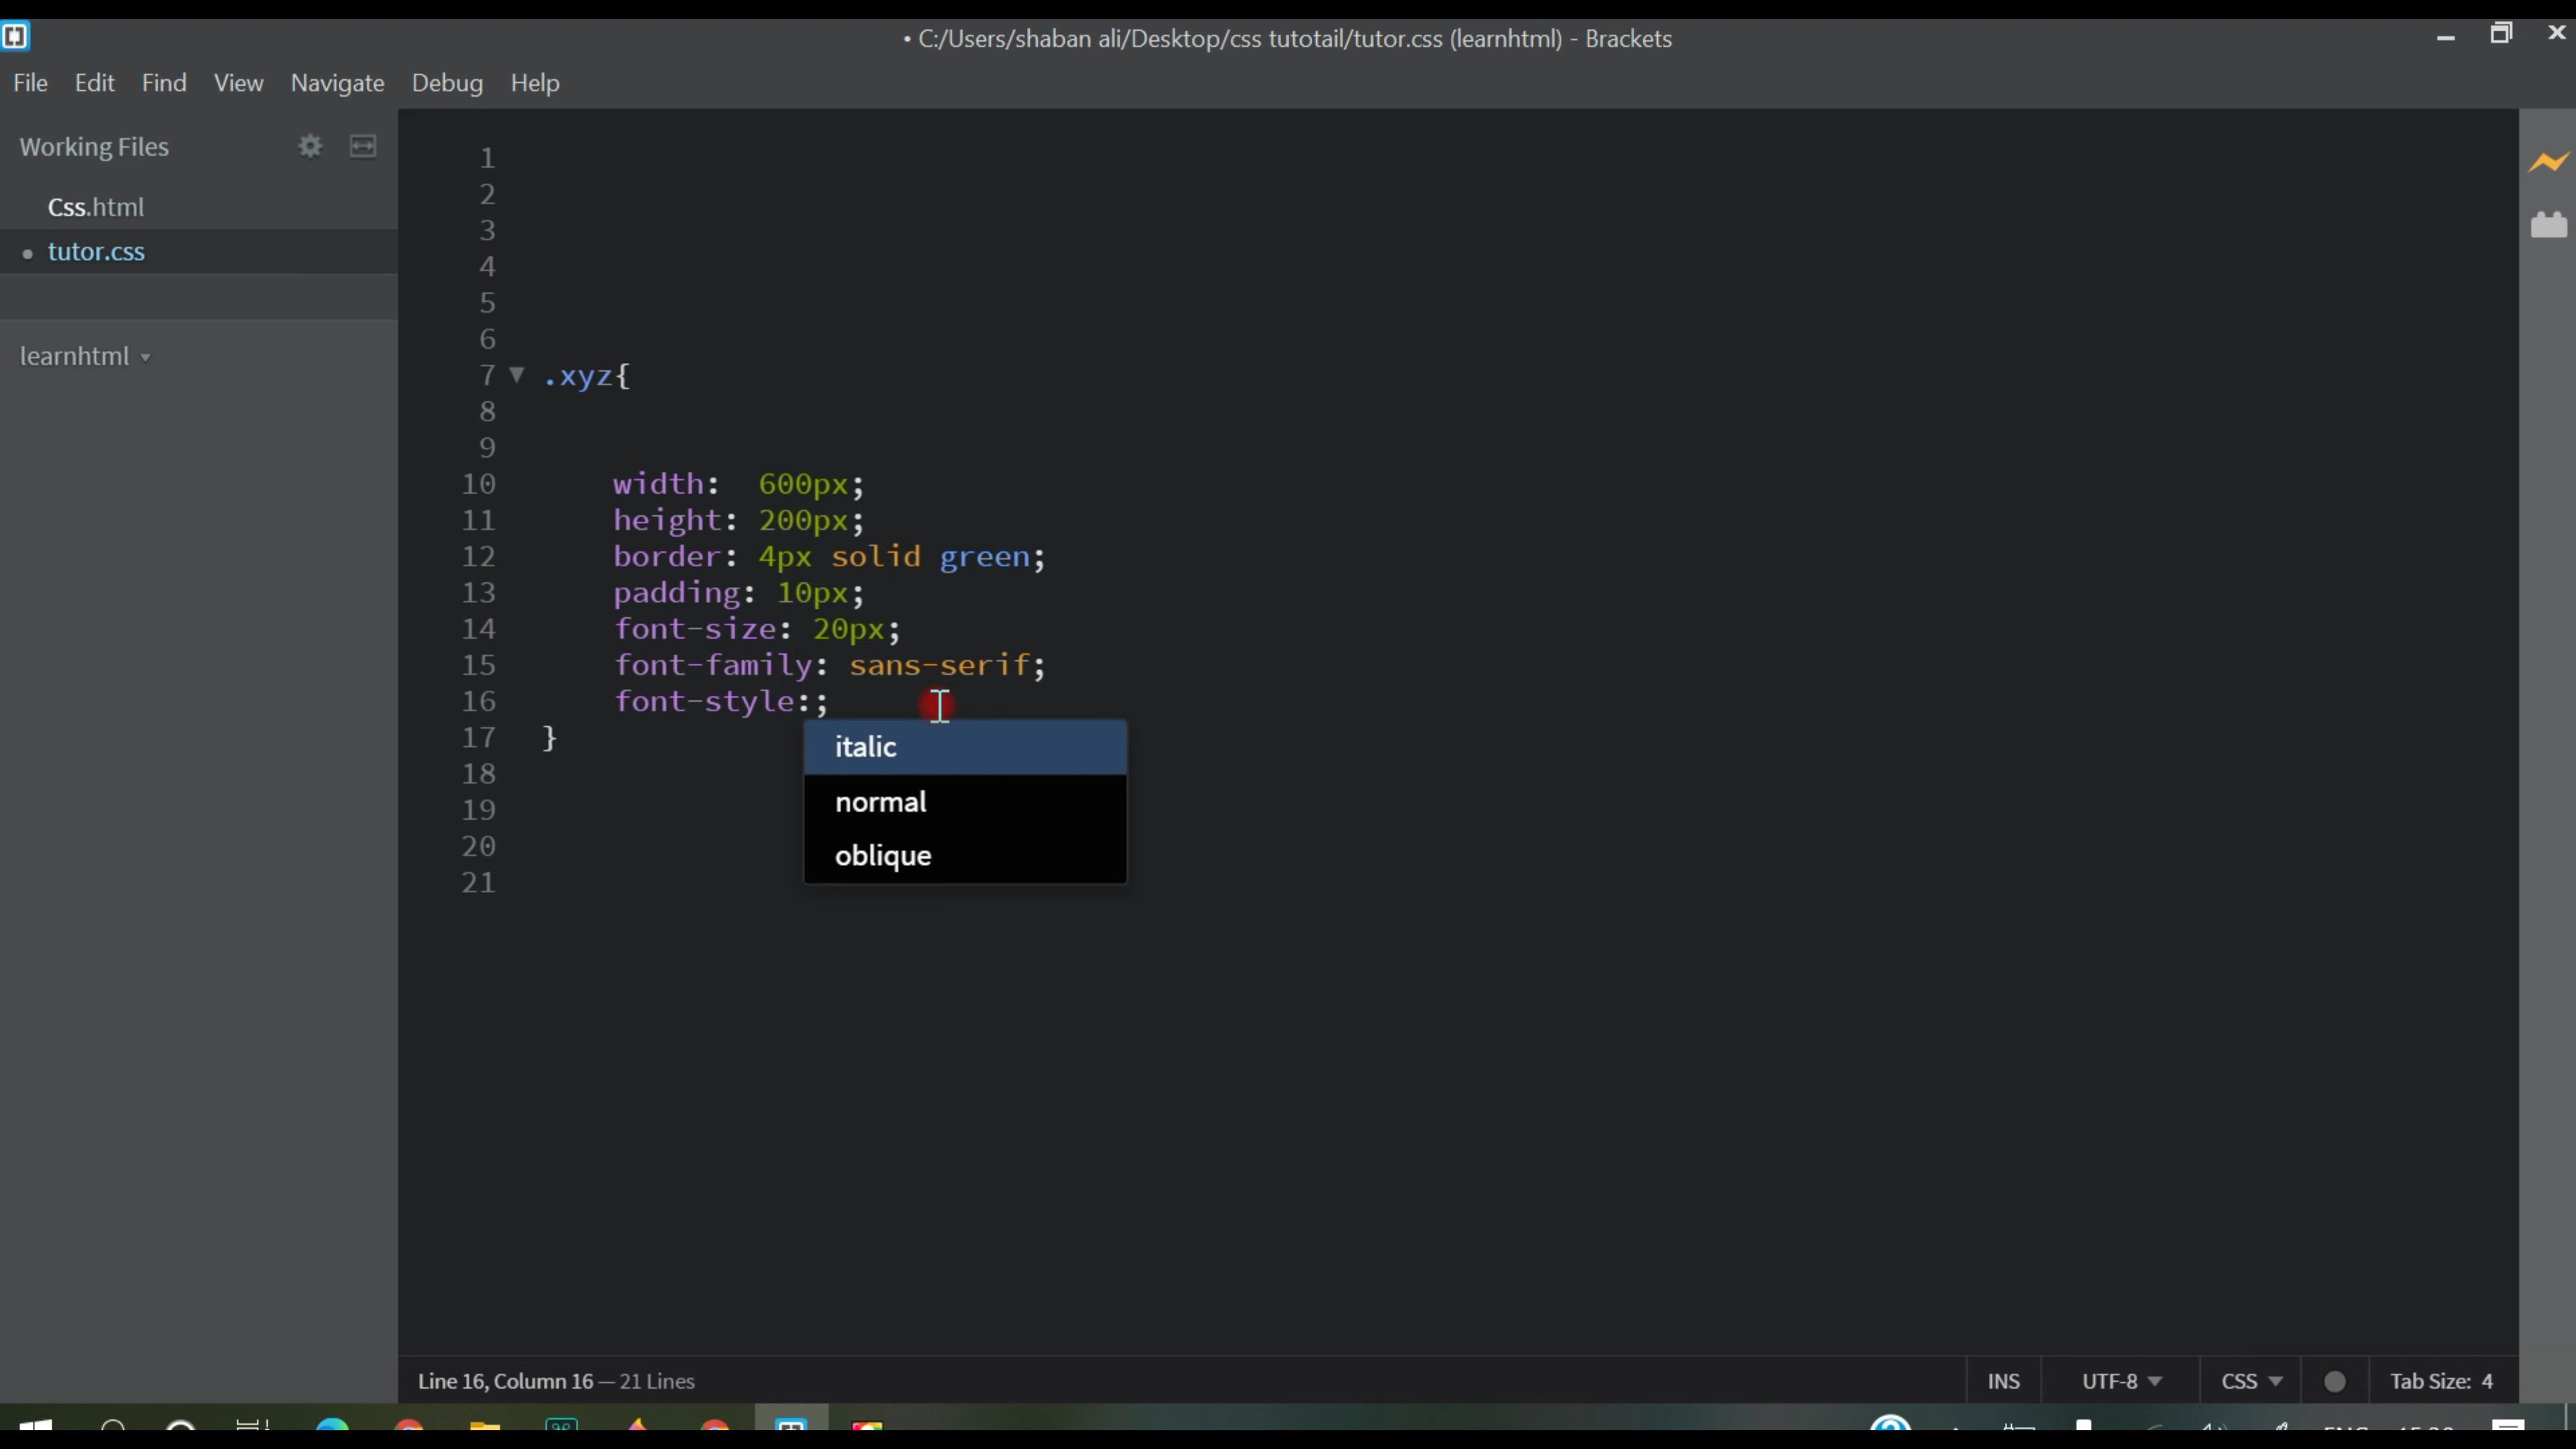 • C:/Users/shaban ali/Desktop/css tutotail/tutor.css (learnhtml) - Brackets
File Edit Find View Navigate Debug Help
Working Files
Css.html
• tutor.css
learnhtml
1
2
3
4
5
6
7 .xyz{
8
9
10 width:  600px;
11 height: 200px;
12 border: 4px solid green;
13 padding: 10px;
14 font-size: 20px;
15 font-family: sans-serif;
16 font-style:;
17 }
18
19
20
21
italic
normal
oblique
Line 16, Column 16 — 21 Lines
INS UTF-8 CSS Tab Size: 4